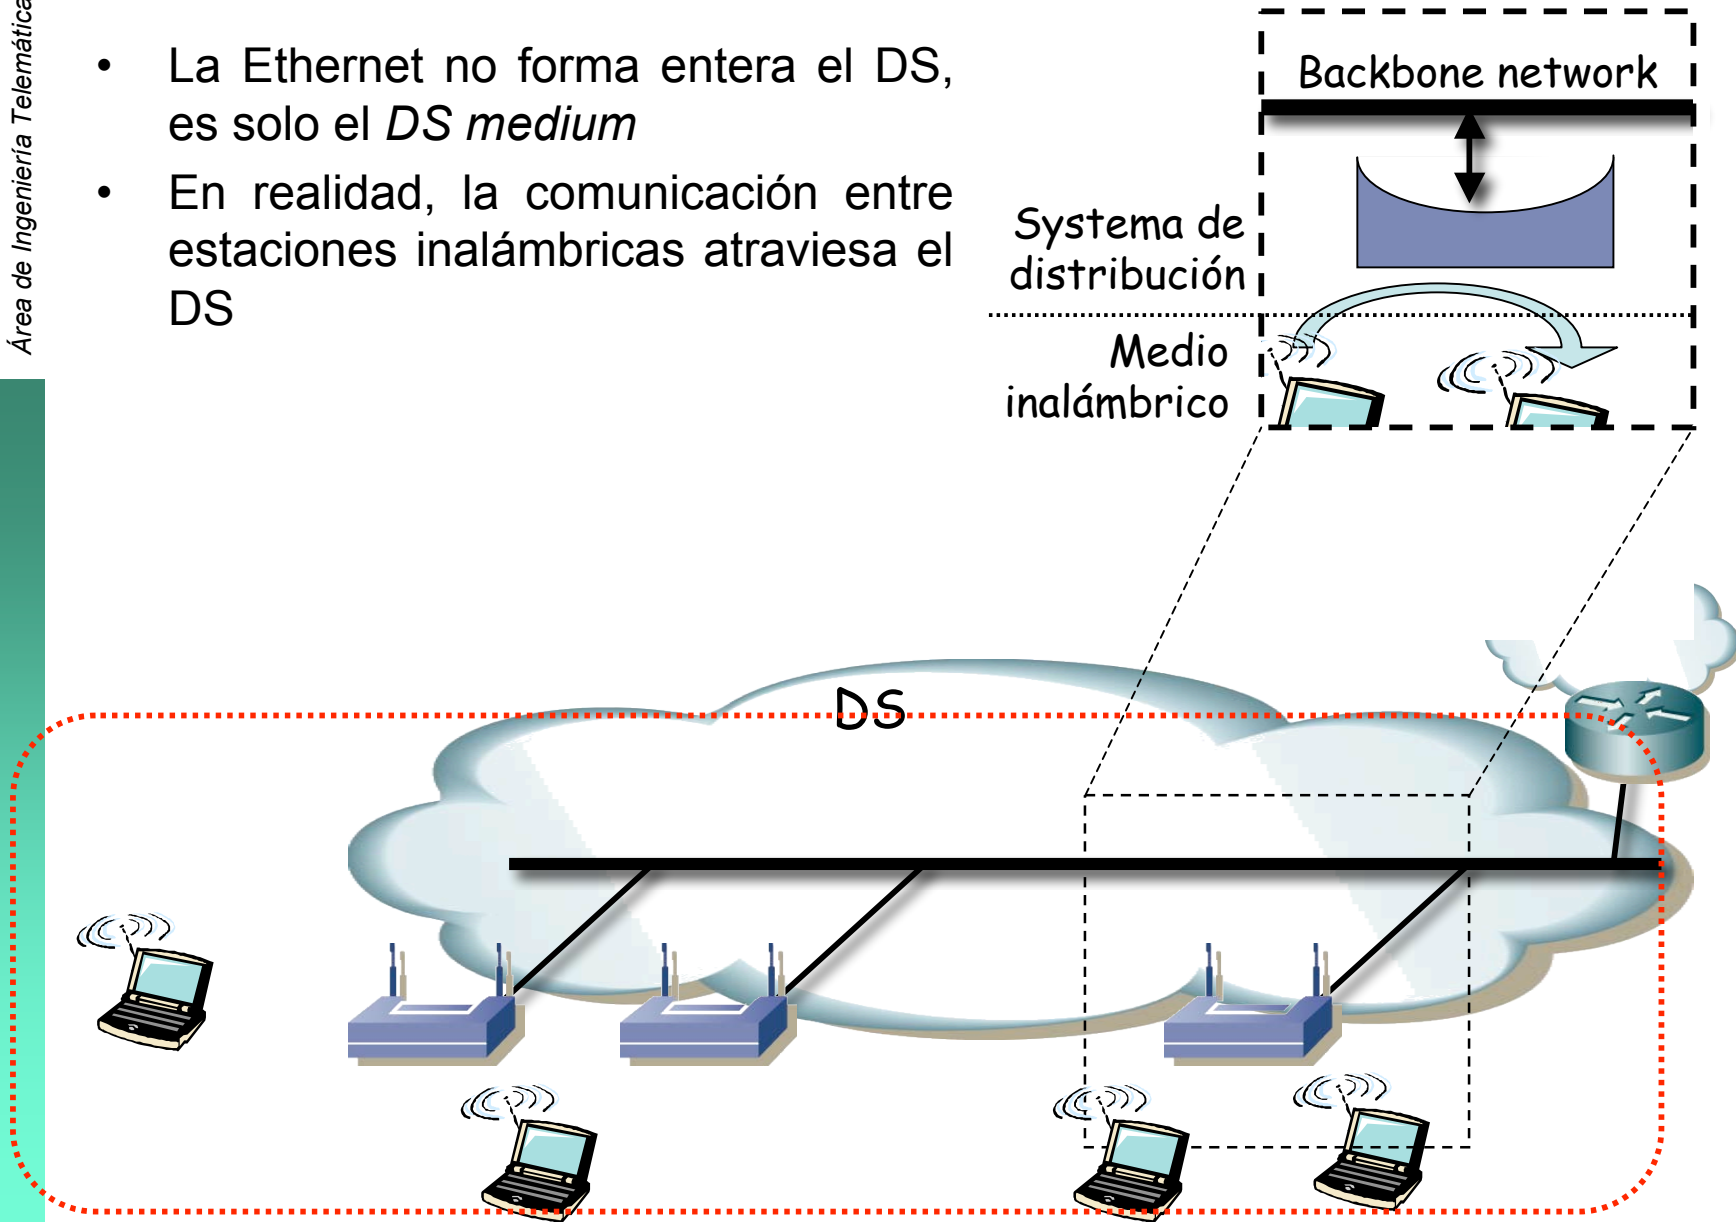 Área de Ingeniería Telemática
• La Ethernet no forma entera el DS,
es solo el DS medium
• En realidad, la comunicación entre
estaciones inalámbricas atraviesa el
DS
Backbone network
Systema de
distribución
Medio
inalámbrico
DS